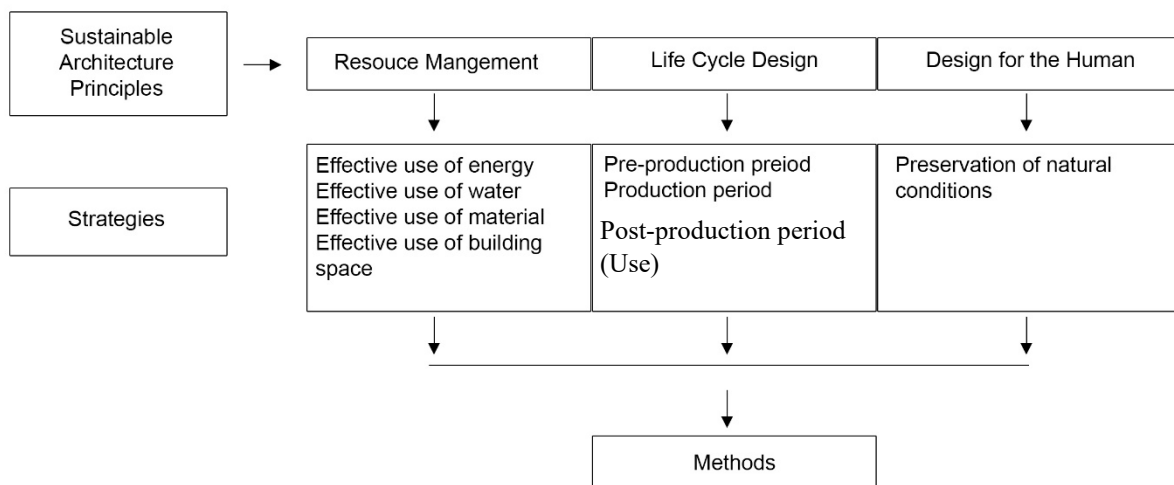 Sustainable
Architecture
Principles
Resouce Mangement
Life Cycle Design
Design for the Human
Strategies
Effective use of energy
Effective use of water
Effective use of material
Effective use of building
space
Pre-production preiod
Production period
Post-production period
(Use)
Preservation of natural
conditions
Methods